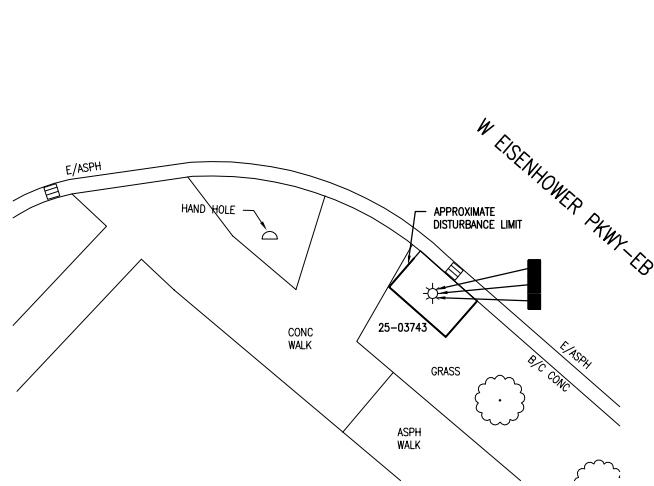 W EISENHOWER PKWY-EB
E/ASPH
HAND HOLE
APPROXIMATE
DISTURBANCE LIMIT
25-03743
CONC
WALK
E/ASPH
B/C CONC
GRASS
ASPH
WALK